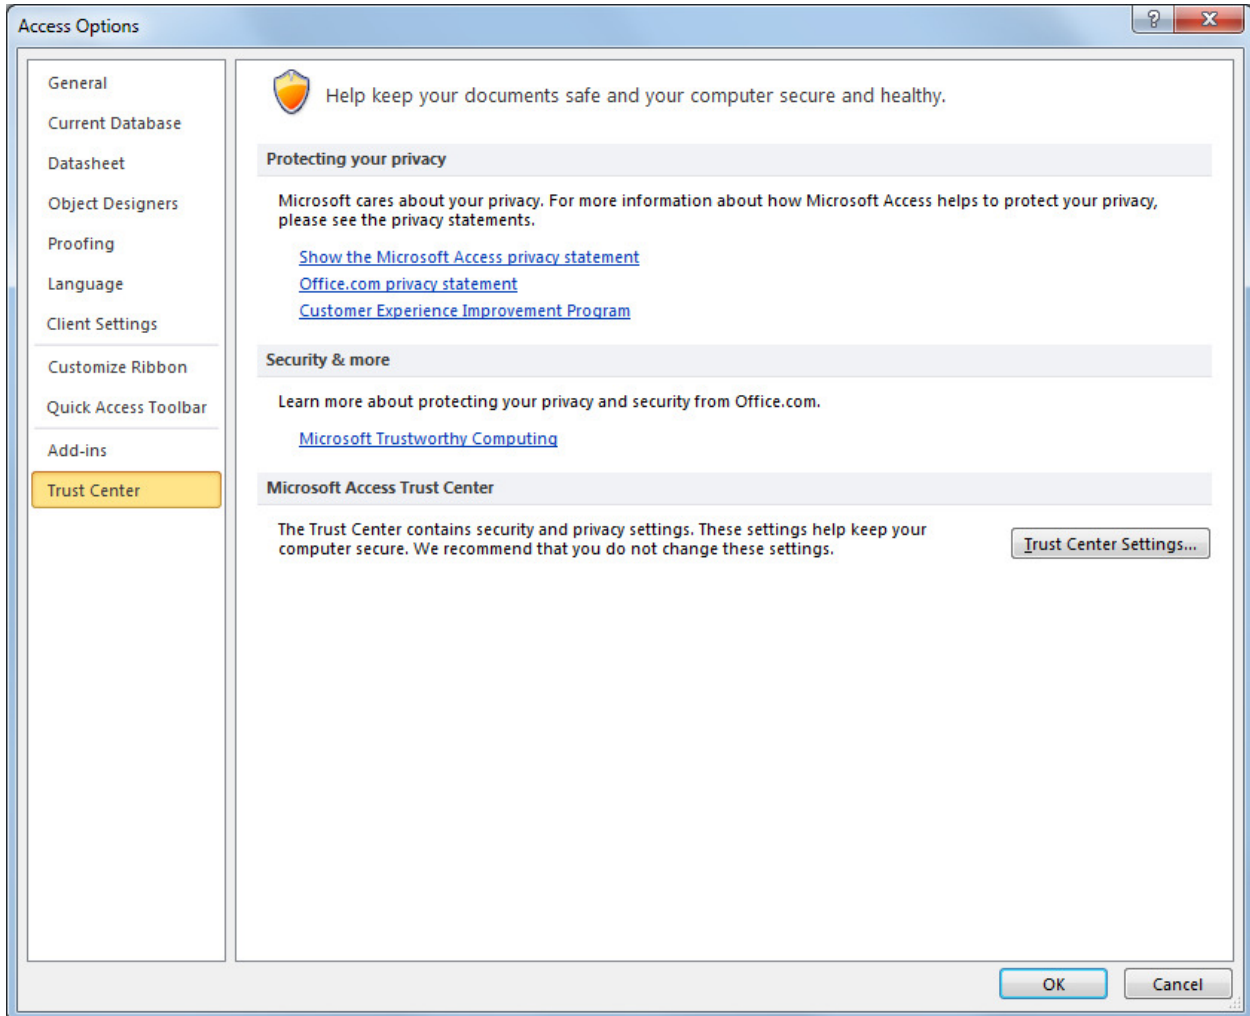 Access Options
General
Current Database
Datasheet
Object Designers
Proofing
Language
Client Settings
Customize Ribbon
Quick Access Toolbar
Add-ins
Trust Center
Help keep your documents safe and your computer secure and healthy.
Protecting your privacy
Microsoft cares about your privacy. For more information about how Microsoft Access helps to protect your privacy,
please see the privacy statements.
Show the Microsoft Access privacy statement
Office.com privacy statement
Customer Experience Improvement Program
Security & more
Learn more about protecting your privacy and security from Office.com.
Microsoft Trustworthy Computing
Microsoft Access Trust Center
The Trust Center contains security and privacy settings. These settings help keep your
computer secure. We recommend that you do not change these settings.
Trust Center Settings...
OK
Cancel